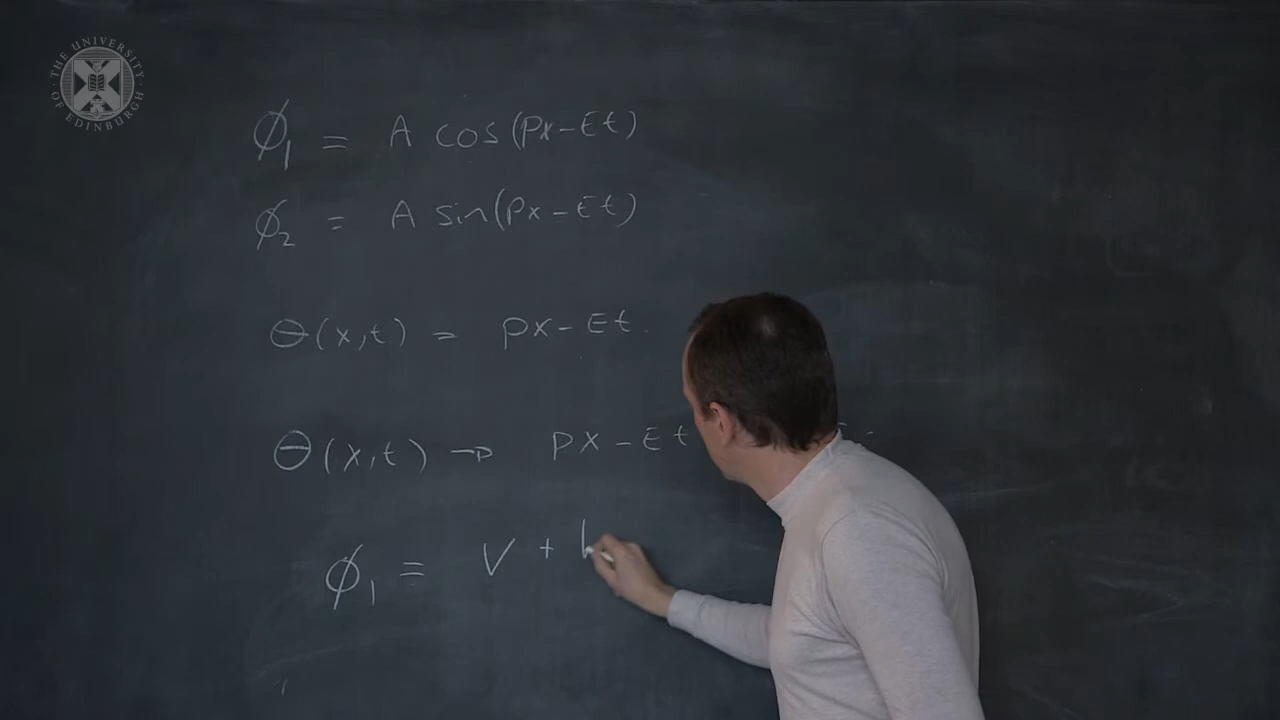 THE UNIVERSITY OF EDINBURGH
ϕ₁ = A cos(px-Et)
ϕ₂ = A sin(px-Et)
θ(x,t) = px-Et.
θ(x,t) → px-Et
ϕ₁ = V + h